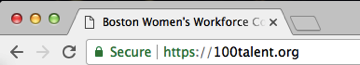 Boston Women's Workforce Co
Secure | https://100talent.org